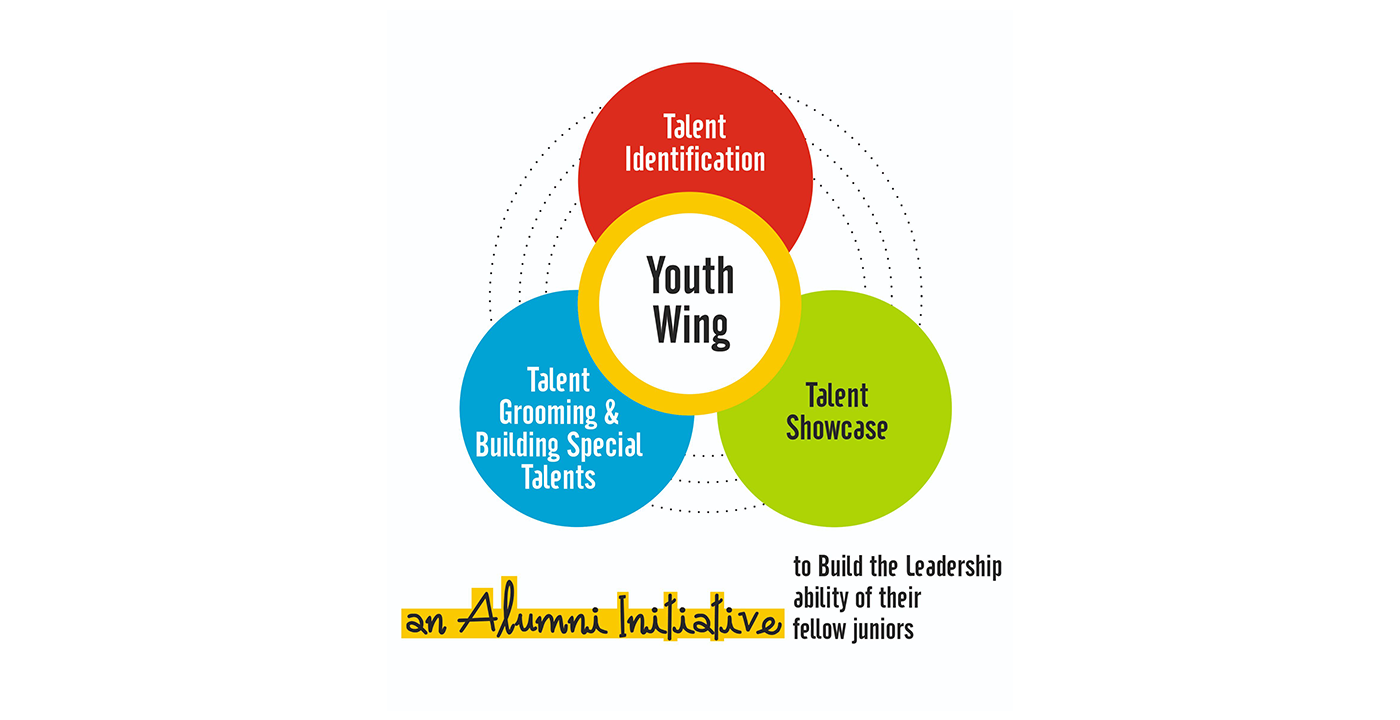 Talent
Identification
Youth
Wing
Talent
Grooming &
Building Special
Talents
Talent
Showcase
an Alumni Initiative
to Build the Leadership
ability of their
fellow juniors